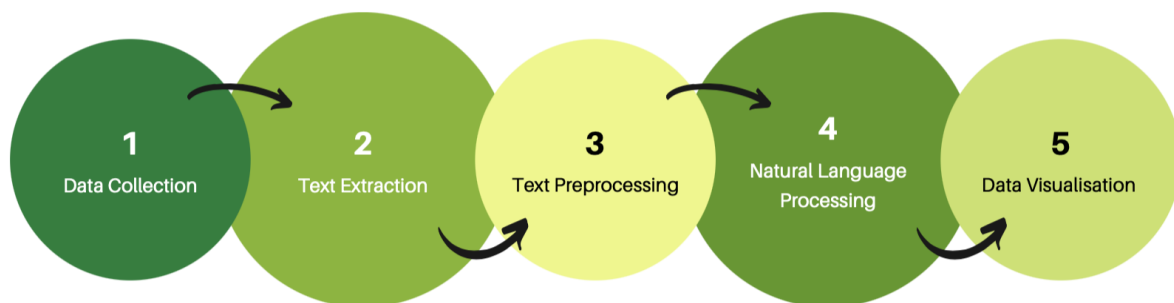 1
Data Collection
2
Text Extraction
3
Text Preprocessing
4
Natural Language
Processing
5
Data Visualisation